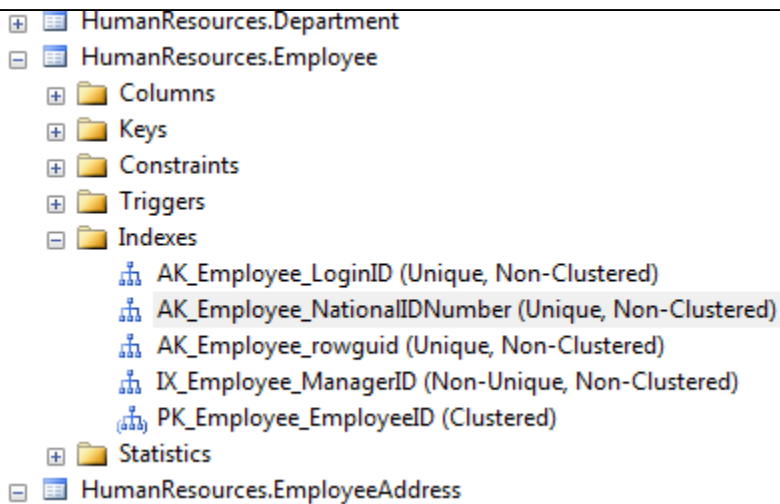 HumanResources.Department
HumanResources.Employee
Columns
Keys
Constraints
Triggers
Indexes
AK_Employee_LoginID (Unique, Non-Clustered)
AK_Employee_NationalIDNumber (Unique, Non-Clustered)
AK_Employee_rowguid (Unique, Non-Clustered)
IX_Employee_ManagerID (Non-Unique, Non-Clustered)
PK_Employee_EmployeeID (Clustered)
Statistics
HumanResources.EmployeeAddress